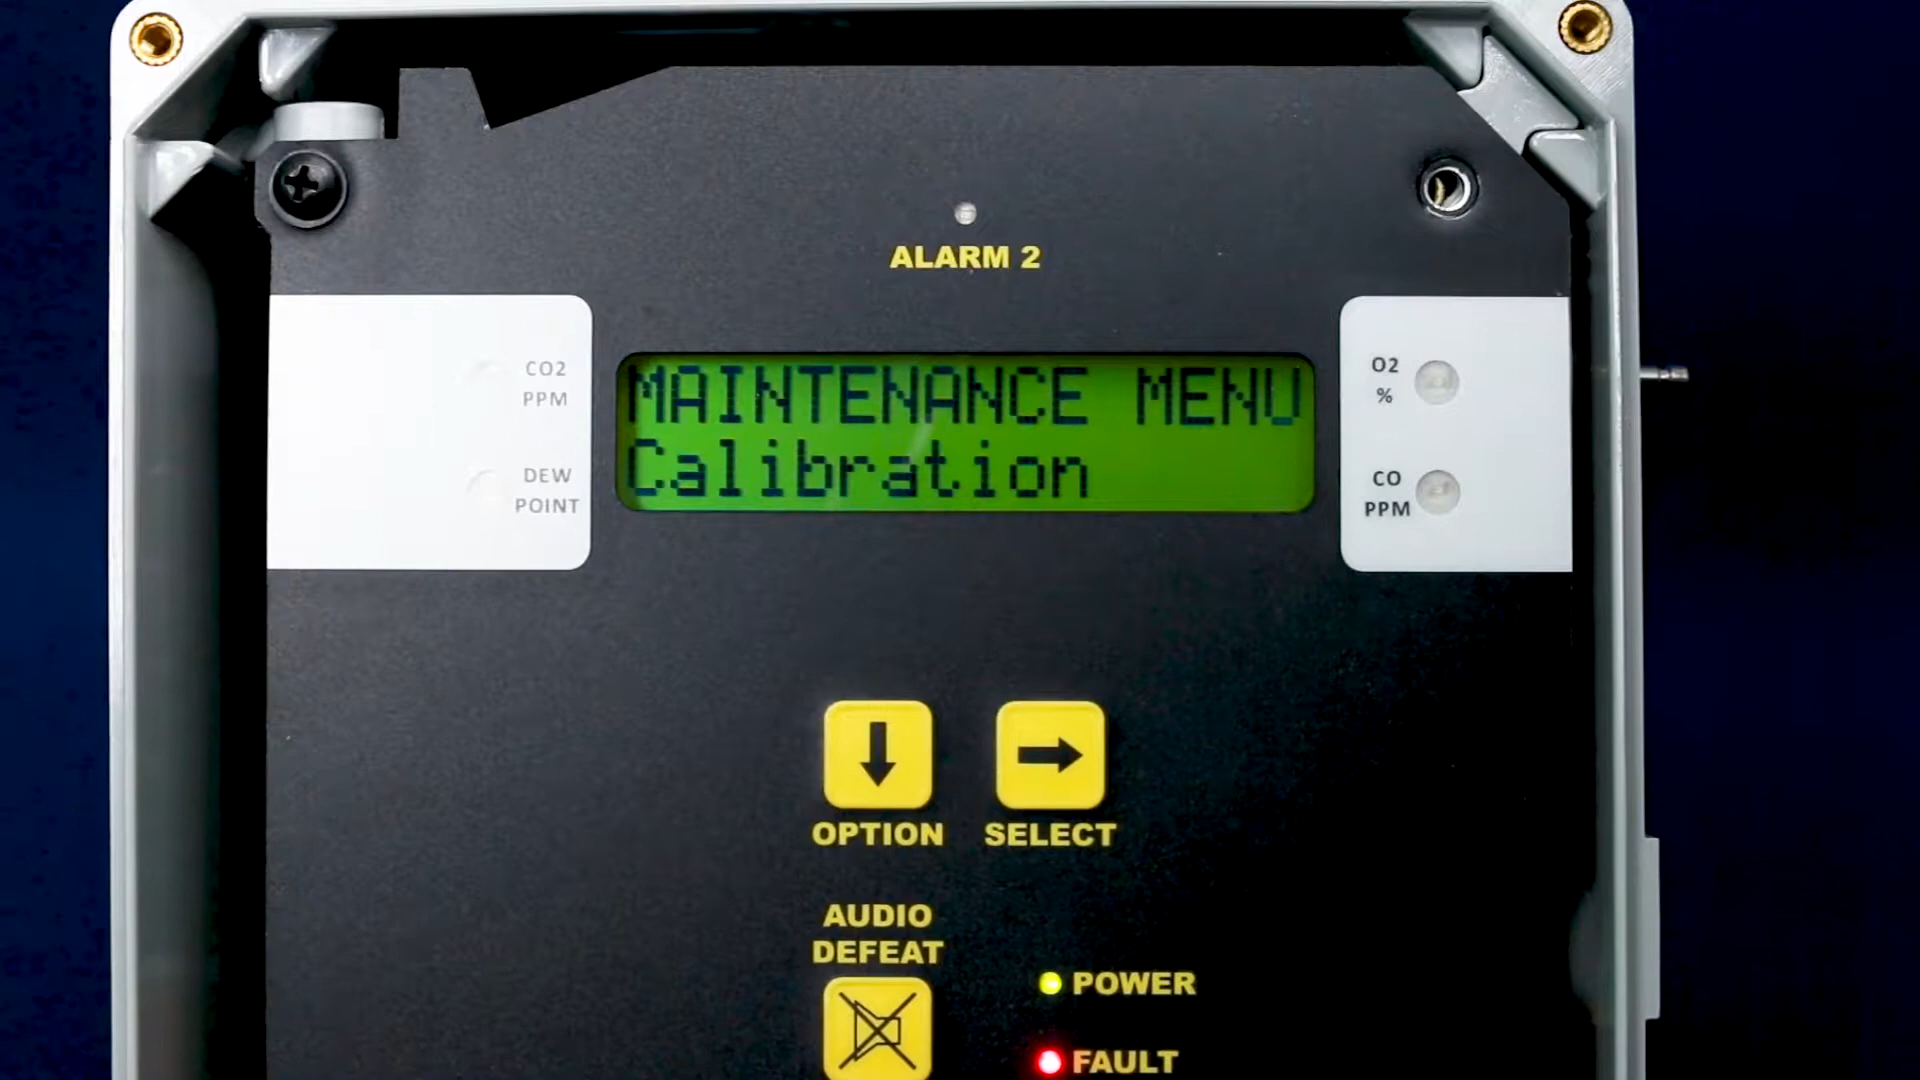 ALARM 2
CO2
PPM
DEW
POINT
MAINTENANCE MENU
Calibration
O2
%
CO
PPM
OPTION
SELECT
AUDIO
DEFEAT
POWER
FAULT